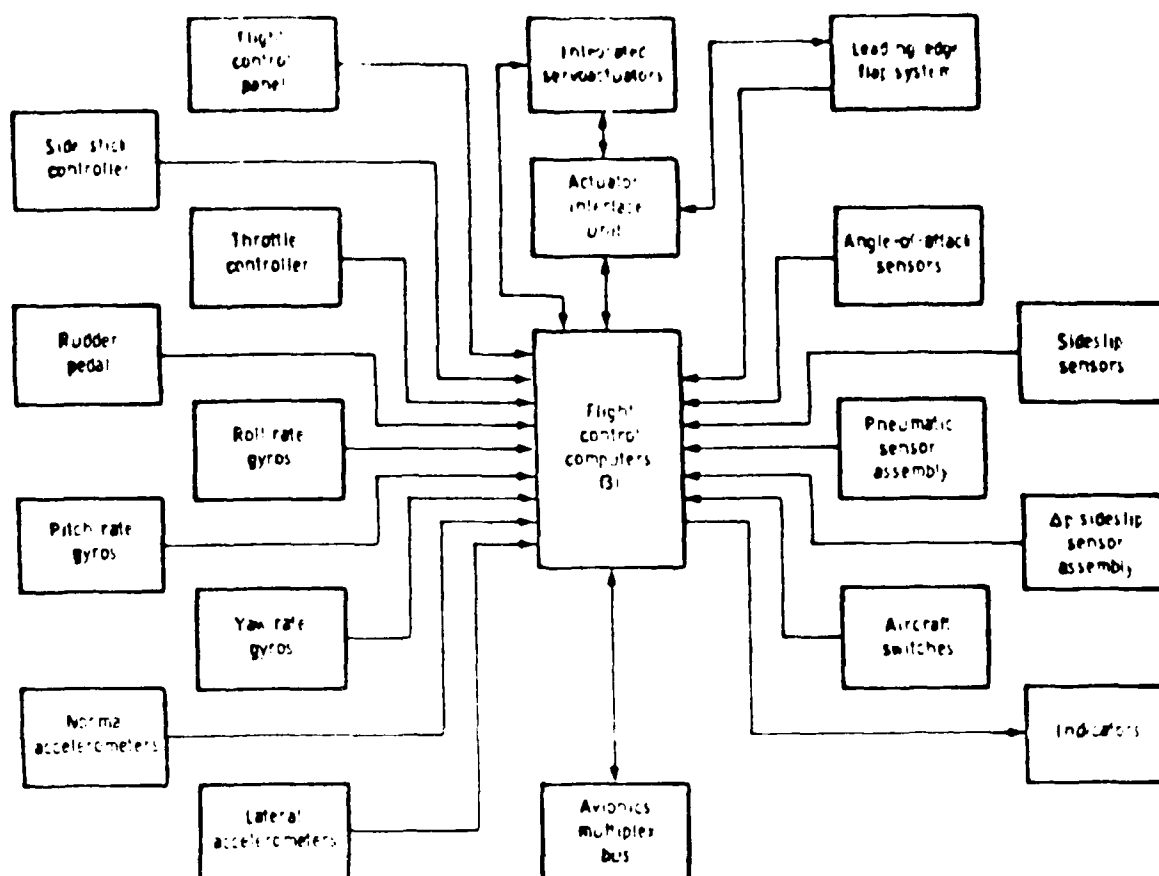 Flight
control
panel
Integrated
servoactuators
Leading-edge
flap system
Side stick
controller
Actuator
interface
unit
Throttle
controller
Angle-of-attack
sensors
Rudder
pedal
Sideslip
sensors
Flight
control
computers
(3)
Roll rate
gyros
Pneumatic
sensor
assembly
Pitch rate
gyros
Δp sideslip
sensor
assembly
Yaw rate
gyros
Aircraft
switches
Normal
accelerometers
Indicators
Lateral
accelerometers
Avionics
multiplex
bus